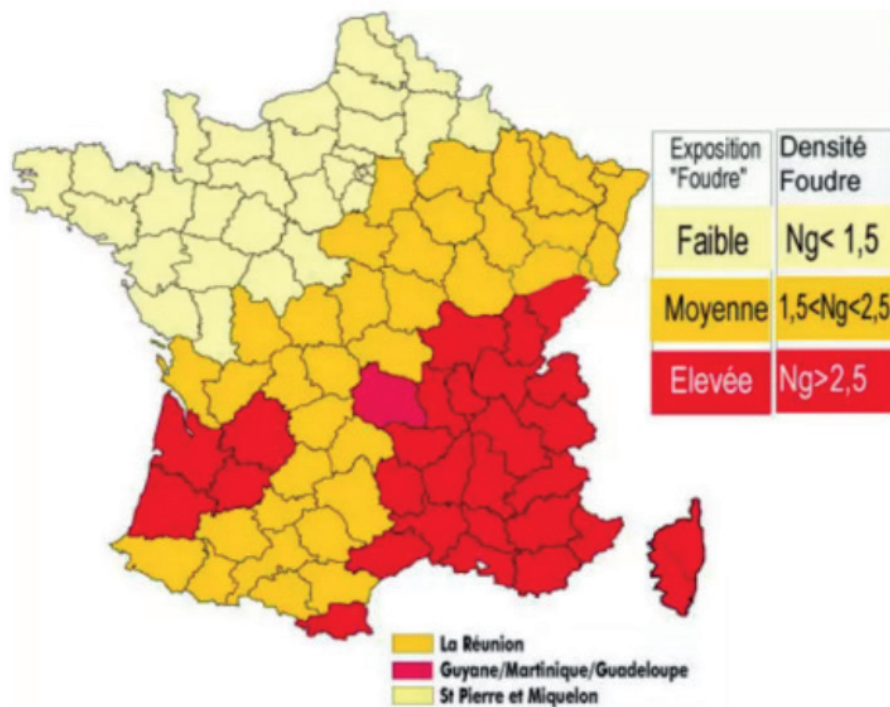 Exposition
"Foudre"
Densité
Foudre
Faible
Ng< 1,5
Moyenne
1,5<Ng<2,5
Elevée
Ng>2,5
La Réunion
Guyane/Martinique/Guadeloupe
St Pierre et Miquelon